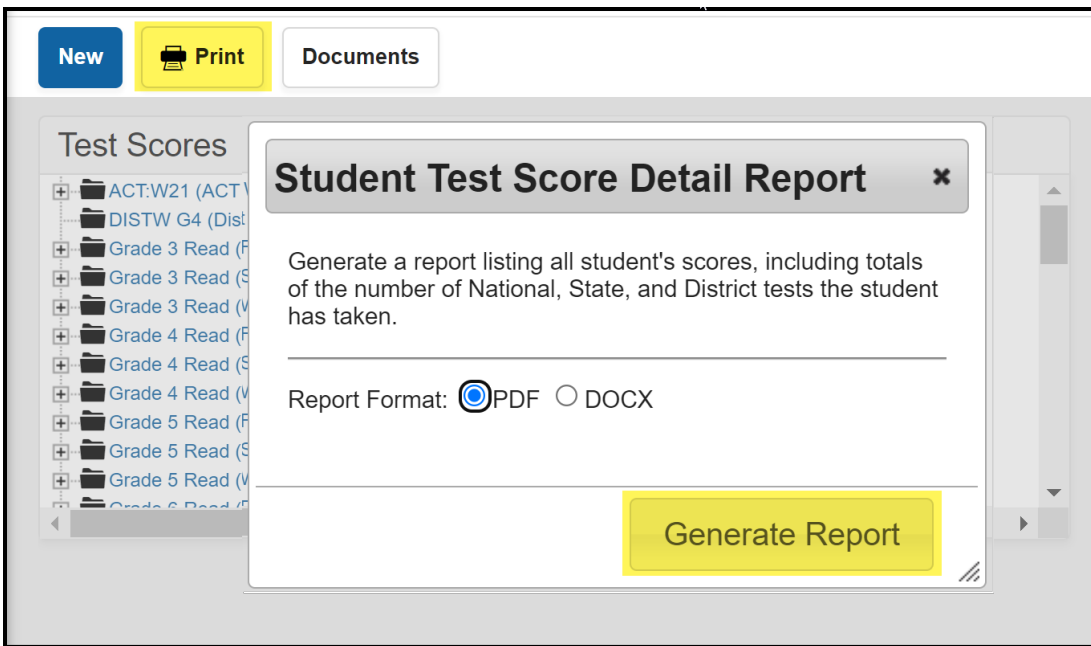 New
Print
Documents
Test Scores
ACT:W21 (ACT
DISTW G4 (Dist
Grade 3 Read (F
Grade 3 Read (S
Grade 3 Read (W
Grade 4 Read (F
Grade 4 Read (S
Grade 4 Read (W
Grade 5 Read (F
Grade 5 Read (S
Grade 5 Read (W
Student Test Score Detail Report
Generate a report listing all student's scores, including totals
of the number of National, State, and District tests the student
has taken.
Report Format: PDF DOCX
Generate Report